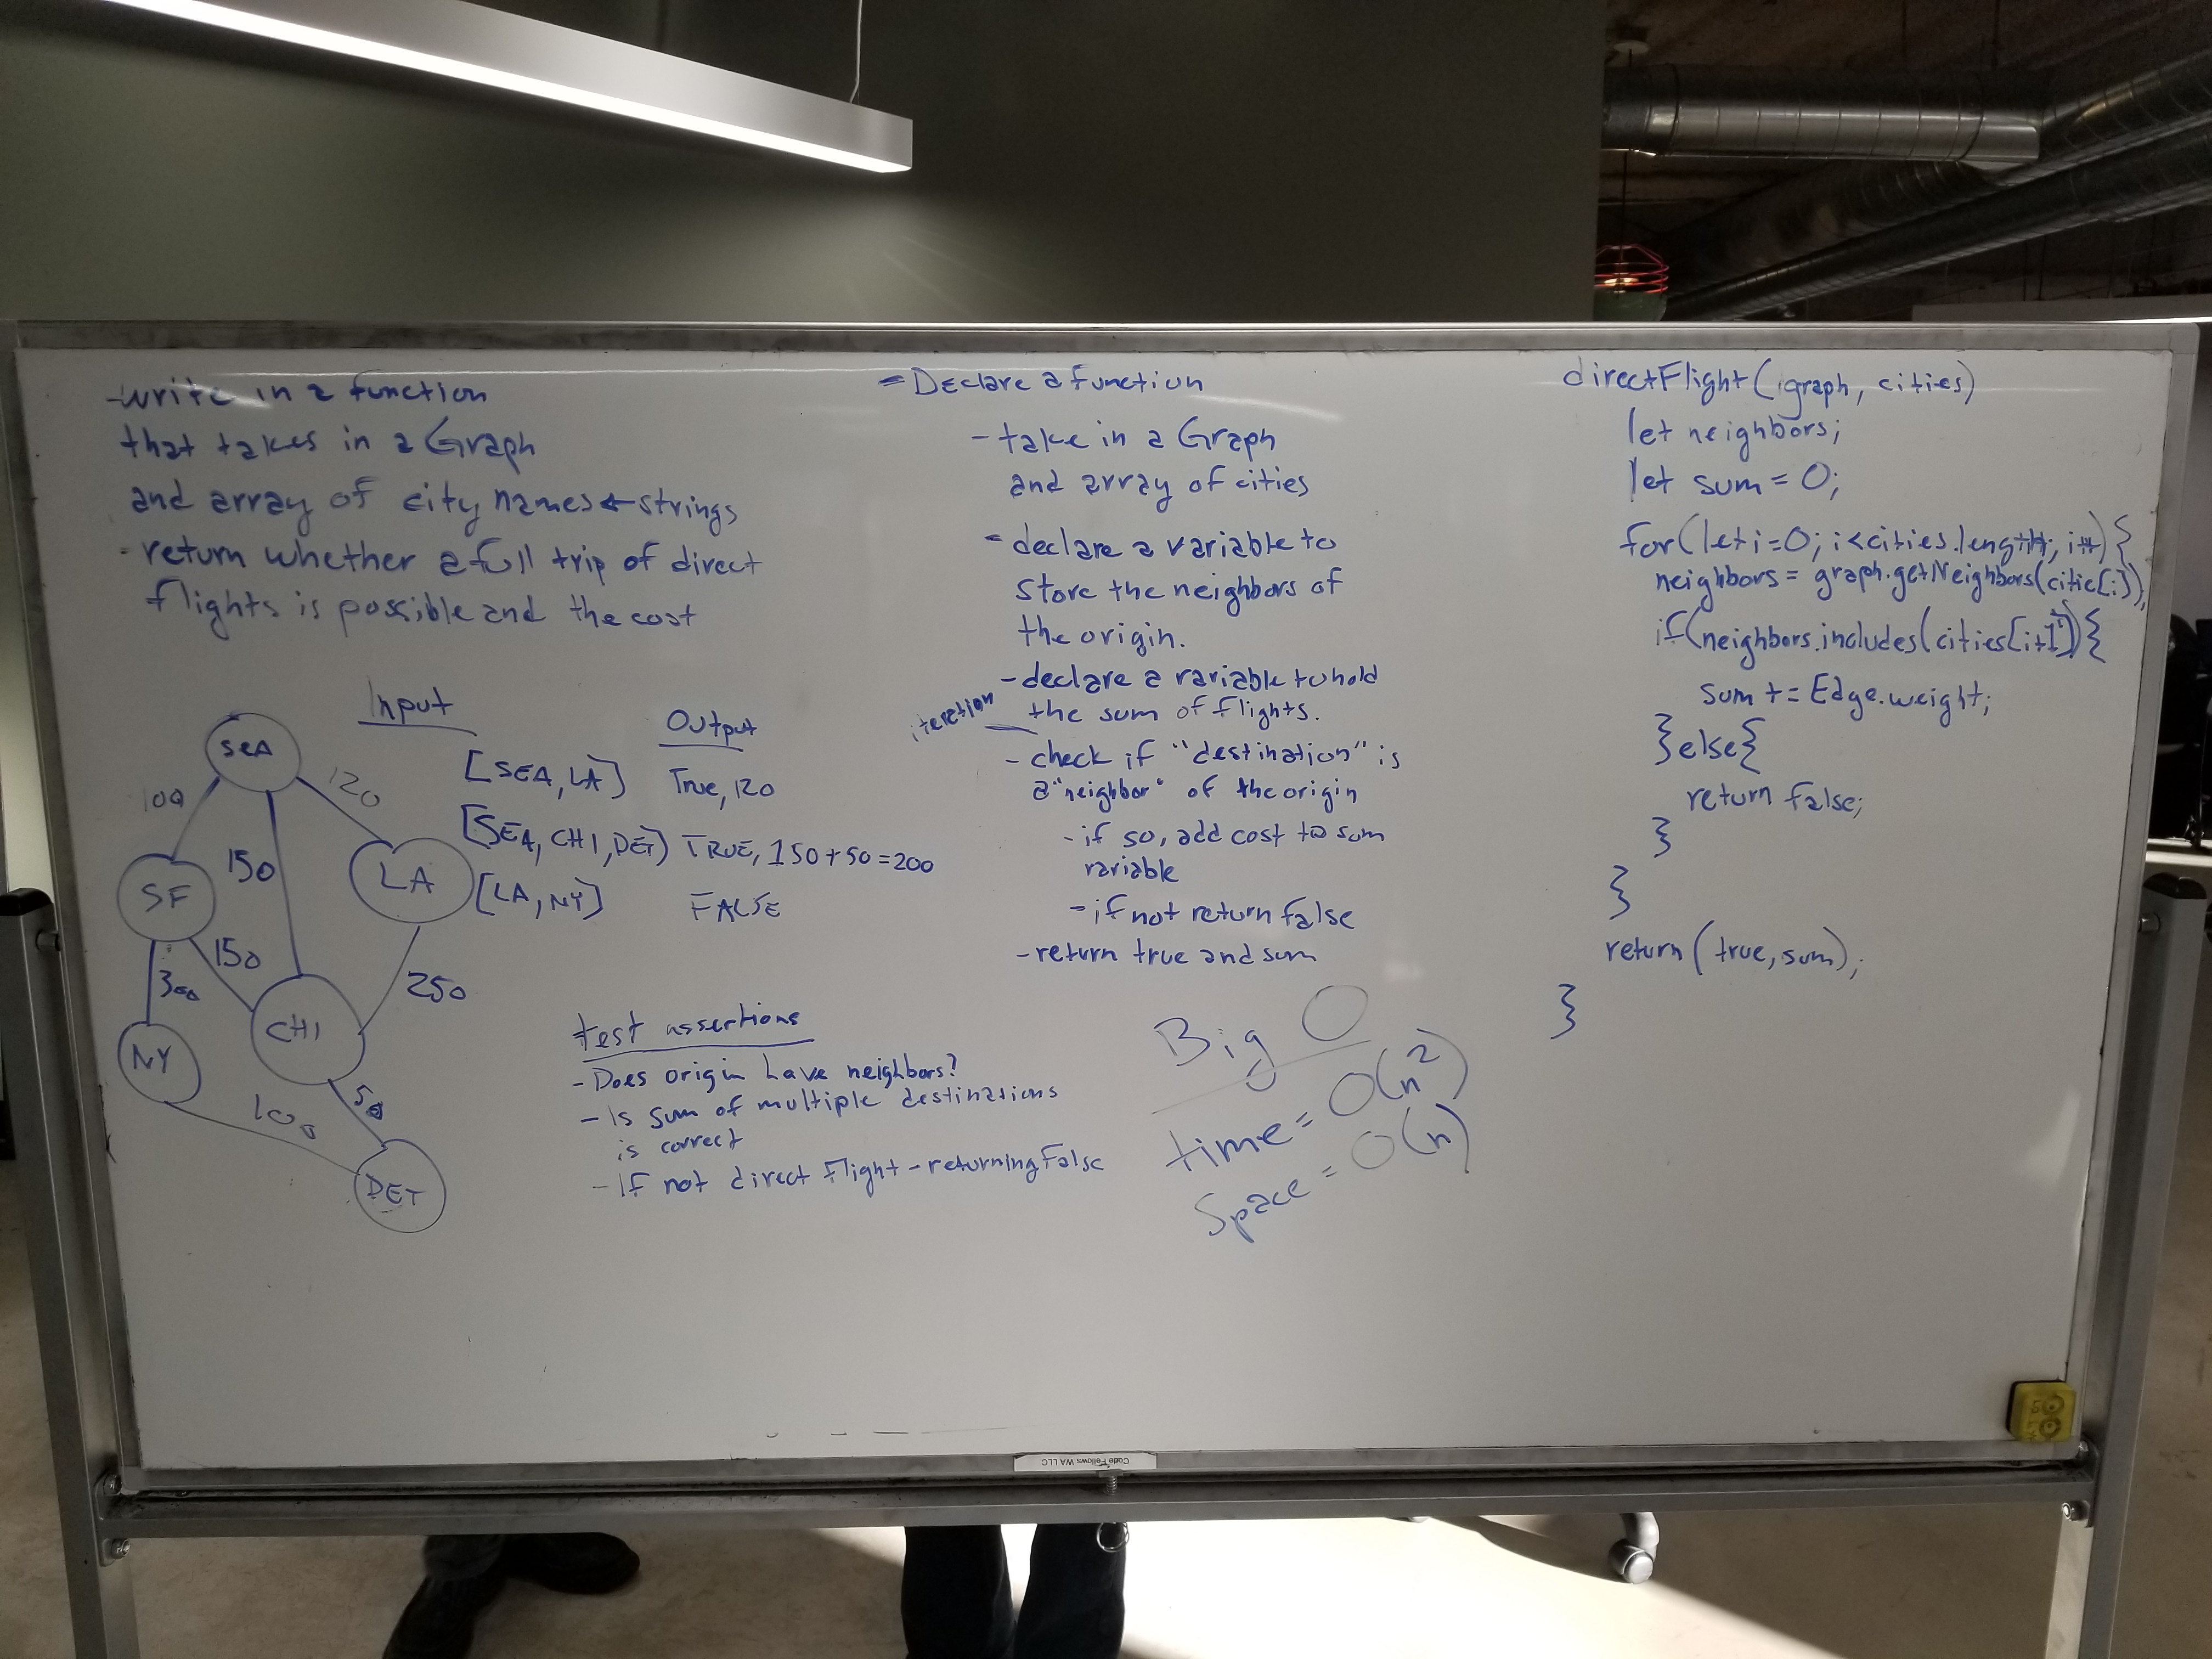 -write in a function
that takes in a Graph
and array of city names ← strings
- return whether a full trip of direct
flights is possible and the cost
Input
Output
[SEA, LA]
True, 120
[SEA, CHI, DET)
TRUE, 150+50=200
[LA, NY]
FALSE
SEA
100
120
150
SF
LA
150
300
250
CHI
NY
50
100
DET
test assertions
- Does origin have neighbors?
- Is sum of multiple destinations
is correct
- If not direct flight - returning False
- Declare a function
- take in a Graph
and array of cities
- declare a variable to
store the neighbors of
the origin.
- declare a variable to hold
the sum of flights.
iteration
- check if "destination" is
a "neighbor" of the origin
- if so, add cost to sum
variable
- if not return false
- return true and sum
Big O
time = O(n²)
Space = O(n)
directFlight(graph, cities)
let neighbors;
let sum = 0;
for(let i=0; i<cities.length; i++){
neighbors = graph.getNeighbors(citie[i]);
if(neighbors.includes(cities[i+1]){
sum += Edge.weight;
}else{
return false;
}
}
return(true, sum);
}
Code Fellows WA LLC